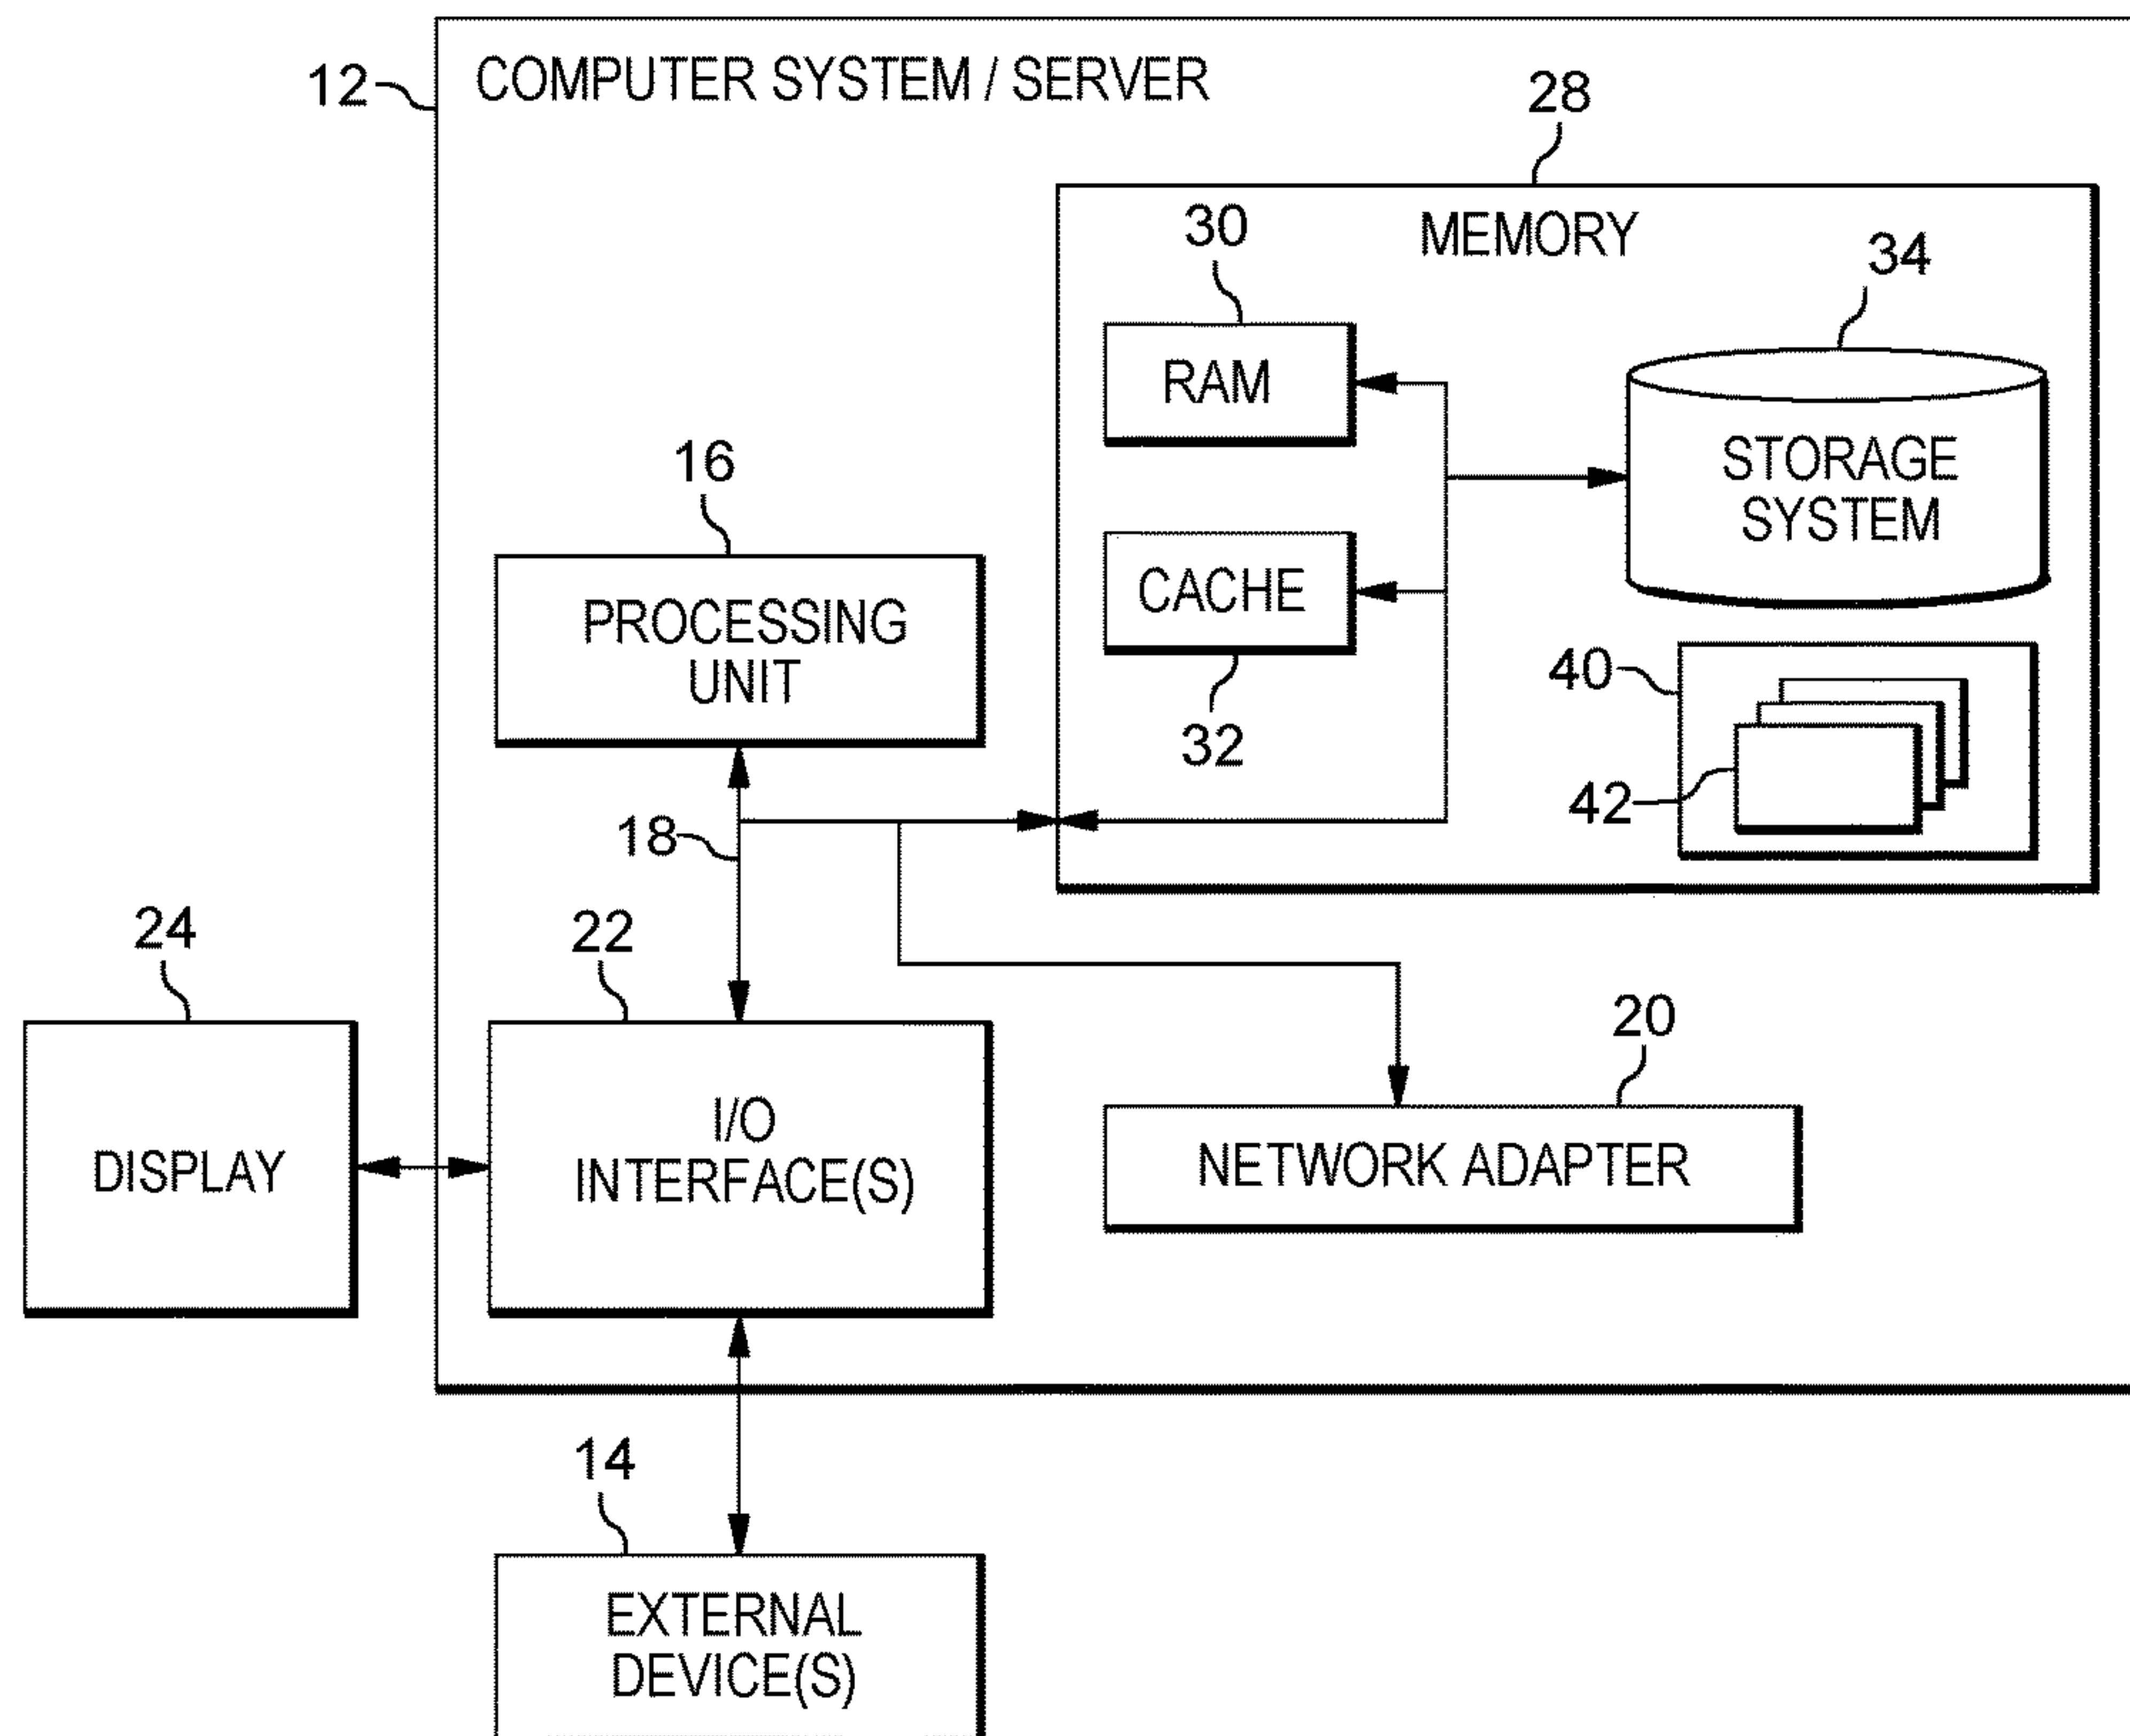 12
COMPUTER SYSTEM / SERVER
28
MEMORY
30
34
RAM
STORAGE
SYSTEM
16
PROCESSING
UNIT
CACHE
32
40
42
18
24
22
20
DISPLAY
I/O
INTERFACE(S)
NETWORK ADAPTER
14
EXTERNAL
DEVICE(S)